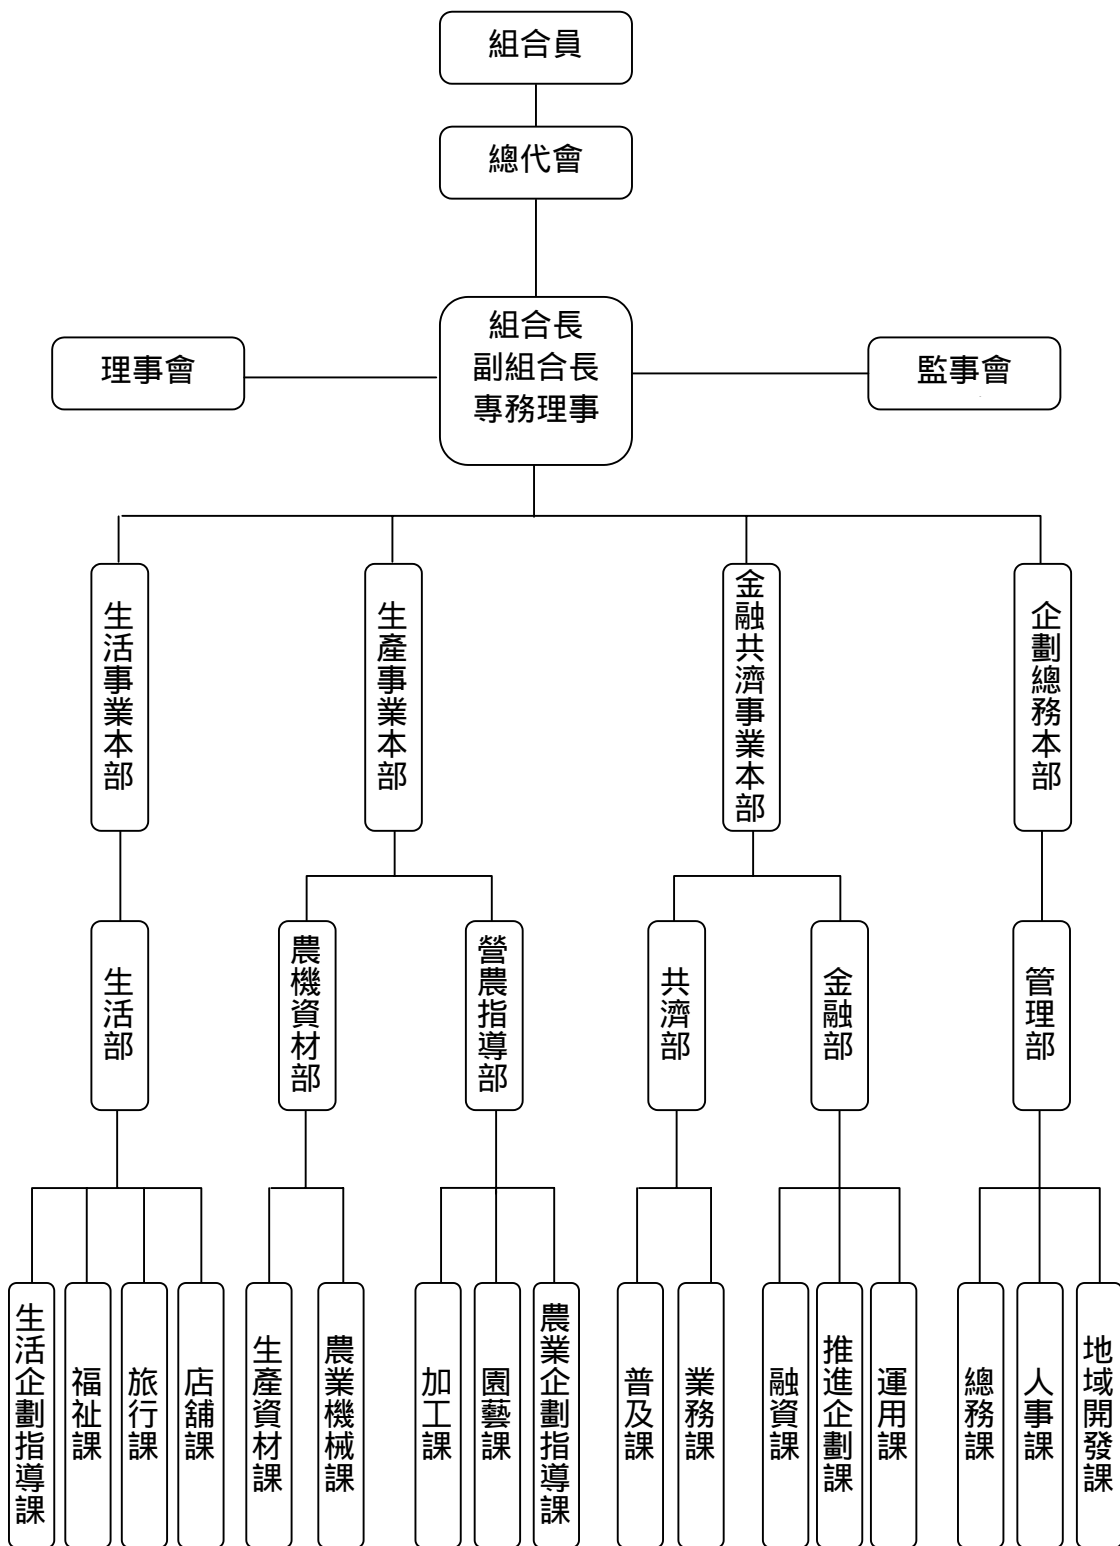 組合員
總代會
理事會
組合長
副組合長
專務理事
監事會
生活事業本部
生產事業本部
金融共濟事業本部
企劃總務本部
生活部
農機資材部
營農指導部
共濟部
金融部
管理部
生活企劃指導課
福祉課
旅行課
店舖課
生產資材課
農業機械課
加工課
園藝課
農業企劃指導課
普及課
業務課
融資課
推進企劃課
運用課
總務課
人事課
地域開發課